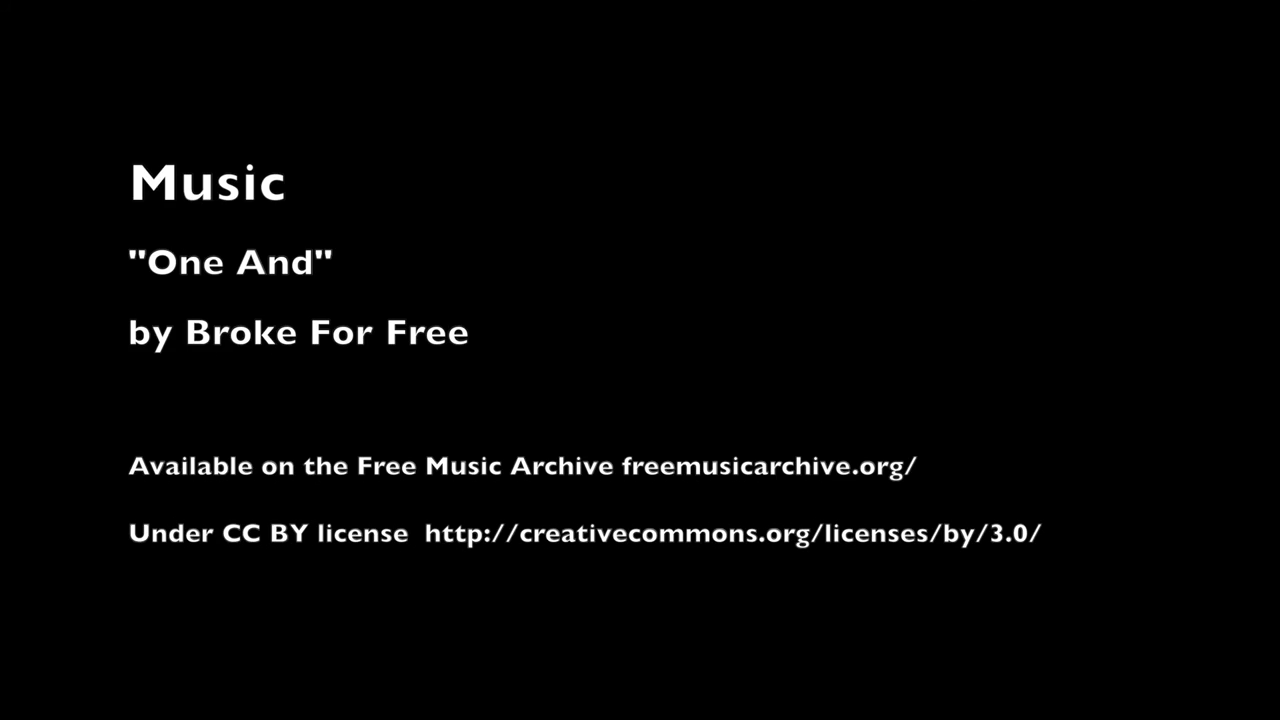 Music
"One And"
by Broke For Free
Available on the Free Music Archive freemusicarchive.org/
Under CC BY license  http://creativecommons.org/licenses/by/3.0/